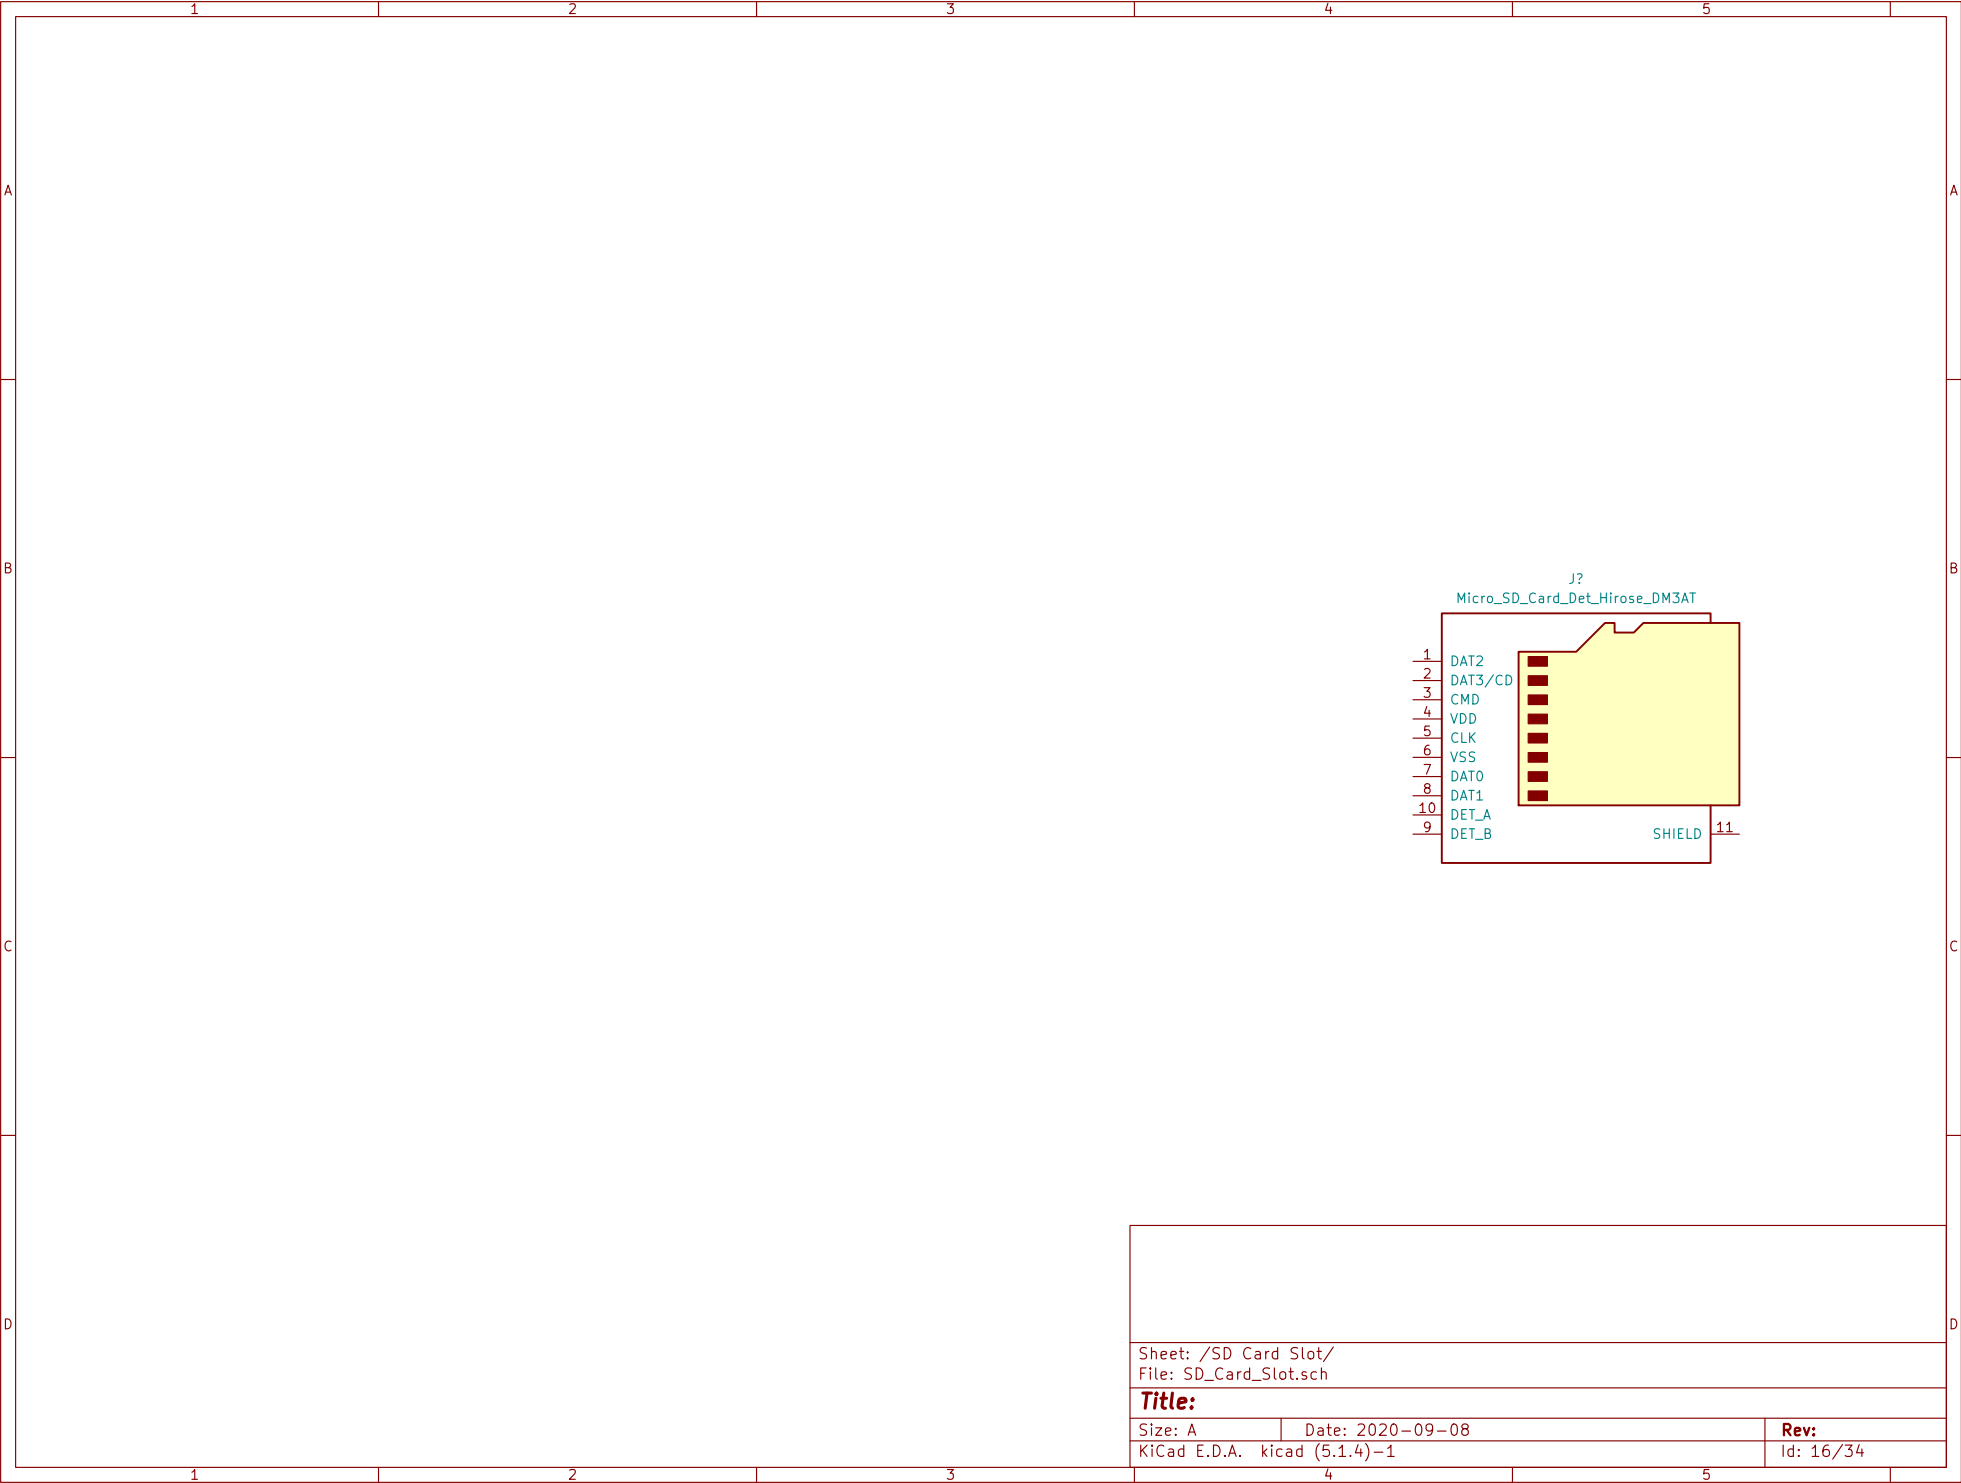 1 2 3 4 5
A A
B B
J?
Micro_SD_Card_Det_Hirose_DM3AT
1 DAT2
2 DAT3/CD
3 CMD
4 VDD
5 CLK
6 VSS
7 DAT0
8 DAT1
10 DET_A
9 DET_B SHIELD 11
C C
D D
Sheet: /SD Card Slot/
File: SD_Card_Slot.sch
Title:
Size: A Date: 2020-09-08 Rev:
KiCad E.D.A. kicad (5.1.4)-1 Id: 16/34
1 2 3 4 5